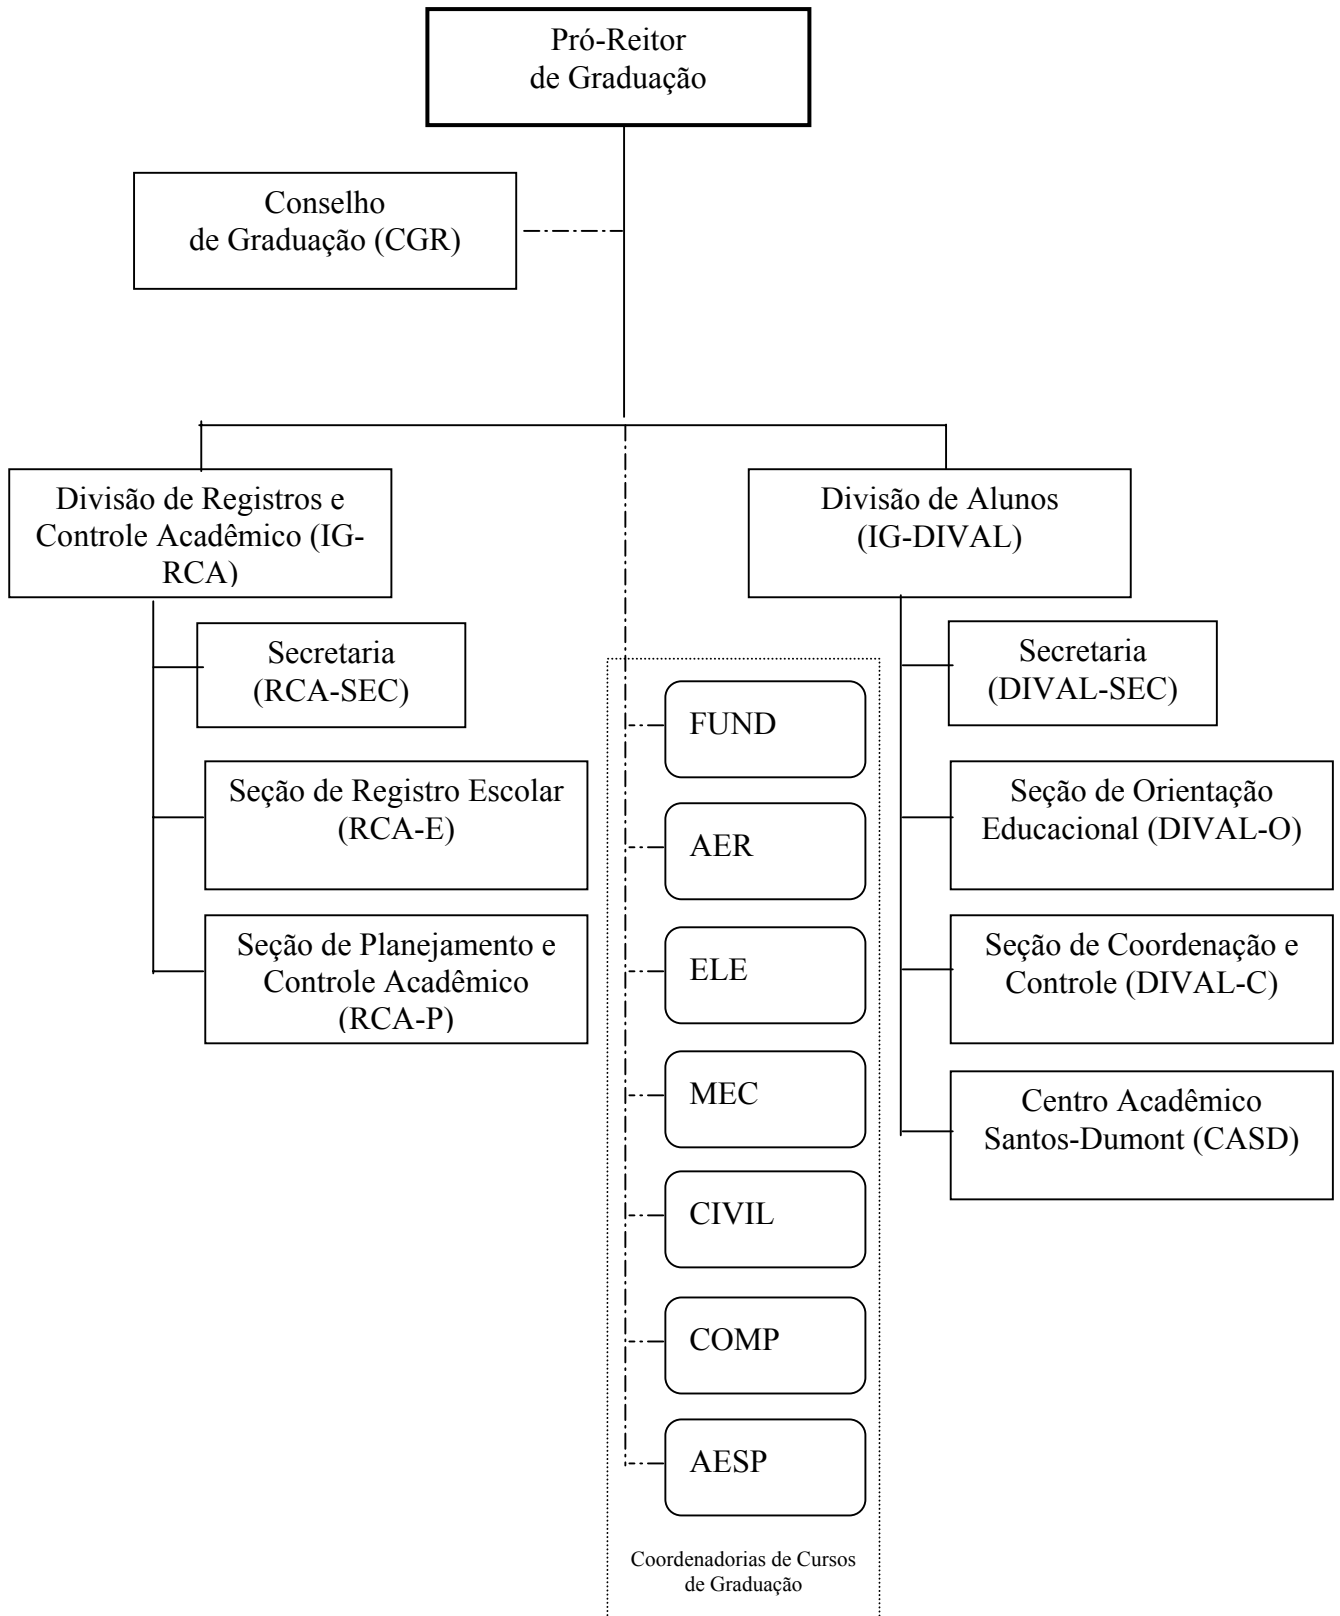 Pró-Reitor
de Graduação
Conselho
de Graduação (CGR)
Divisão de Registros e
Controle Acadêmico (IG-
RCA)
Secretaria
(RCA-SEC)
Seção de Registro Escolar
(RCA-E)
Seção de Planejamento e
Controle Acadêmico
(RCA-P)
FUND
AER
ELE
MEC
CIVIL
COMP
AESP
Coordenadorias de Cursos
de Graduação
Divisão de Alunos
(IG-DIVAL)
Secretaria
(DIVAL-SEC)
Seção de Orientação
Educacional (DIVAL-O)
Seção de Coordenação e
Controle (DIVAL-C)
Centro Acadêmico
Santos-Dumont (CASD)